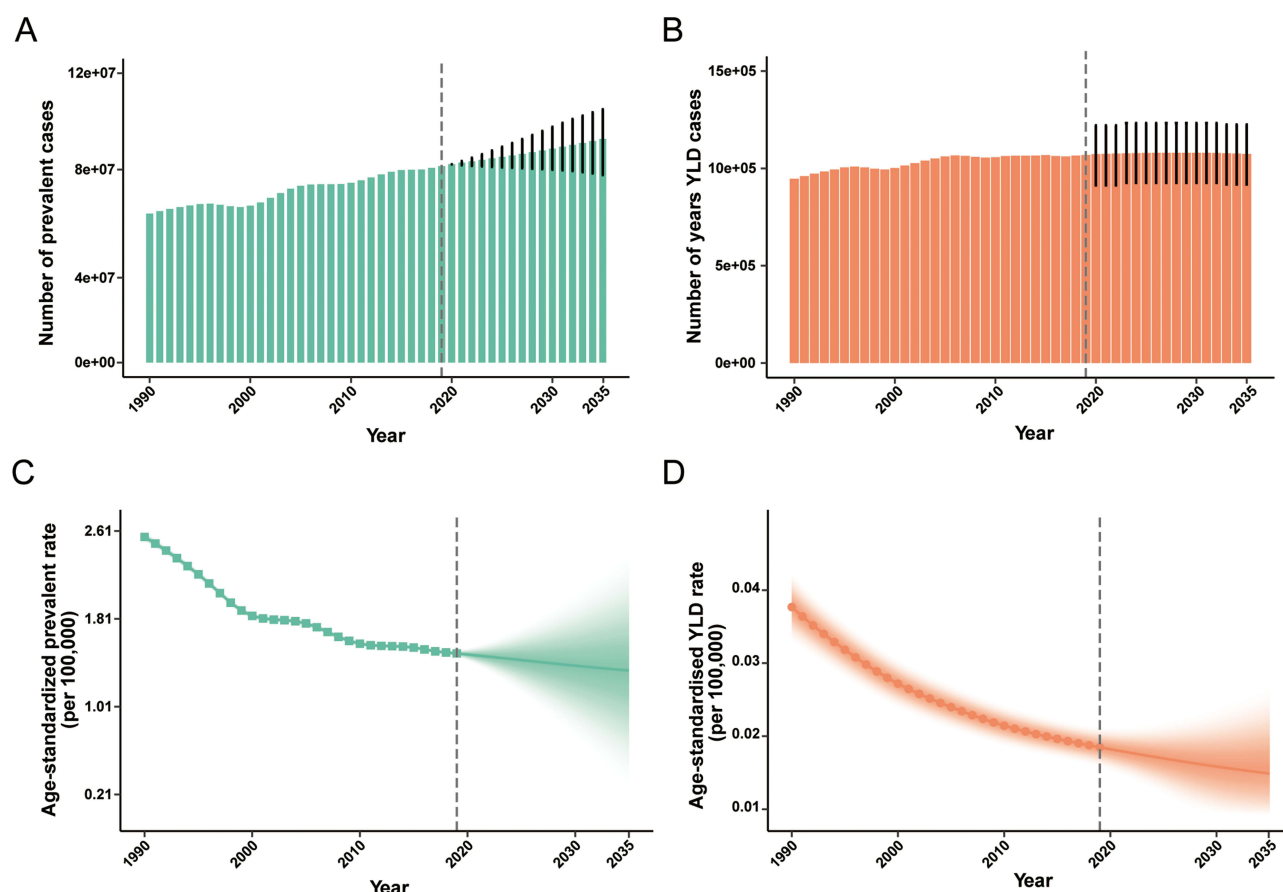 A
Number of prevalent cases
12e+07
8e+07
4e+07
0e+00
1990
2000
2010
2020
2030
2035
Year
B
Number of years YLD cases
15e+05
10e+05
5e+05
0e+00
1990
2000
2010
2020
2030
2035
Year
C
Age-standardized prevalent rate
(per 100,000)
2.61
1.81
1.01
0.21
1990
2000
2010
2020
2030
2035
Year
D
Age-standardised YLD rate
(per 100,000)
0.04
0.03
0.02
0.01
1990
2000
2010
2020
2030
2035
Year